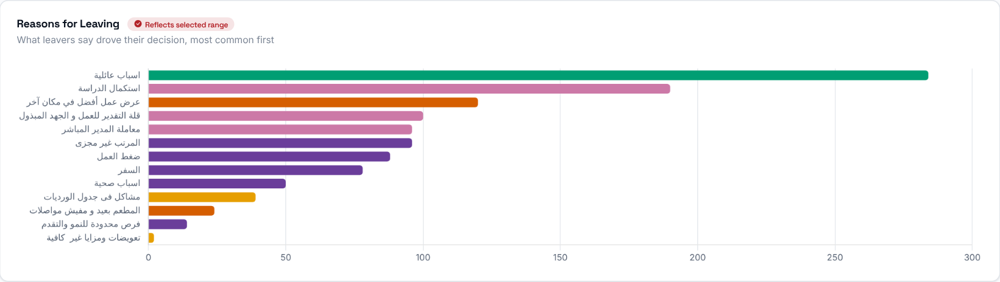 Reasons for Leaving
Reflects selected range
What leavers say drove their decision, most common first
اسباب عائلية
استكمال الدراسة
عرض عمل أفضل في مكان آخر
قلة التقدير للعمل و الجهد المبذول
معاملة المدير المباشر
المرتب غير مجزى
ضغط العمل
السفر
اسباب صحية
مشاكل فى جدول الورديات
المطعم بعيد و مفيش مواصلات
فرص محدودة للنمو والتقدم
تعويضات ومزايا غير  كافية
0 50 100 150 200 250 300